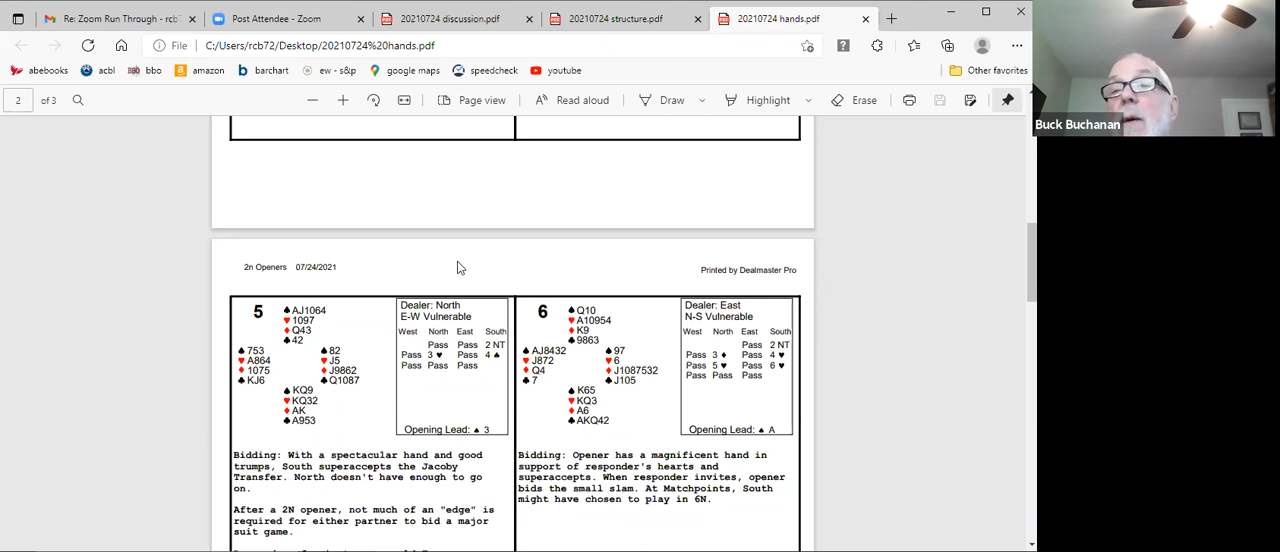 Re: Zoom Run Through - rcb7
Post Attendee - Zoom
20210724 discussion.pdf
20210724 structure.pdf
20210724 hands.pdf
File
C:/Users/rcb72/Desktop/20210724%20hands.pdf
abebooks
acbl
bbo
amazon
barchart
ew - s&p
google maps
speedcheck
youtube
Other favorites
2 of 3
Page view
Read aloud
Draw
Highlight
Erase
Buck Buchanan
2n Openers 07/24/2021
Printed by Dealmaster Pro
5
♠ AJ1064
♥ 1097
♦ Q43
♣ 42
♠ 753
♥ A864
♦ 1075
♣ KJ6
♠ 82
♥ J5
♦ J9862
♣ Q1087
♠ KQ9
♥ KQ32
♦ AK
♣ A953
Dealer: North
E-W Vulnerable
West North East South
Pass Pass 2 NT
Pass 3 ♥ Pass 4 ♠
Pass Pass Pass
Opening Lead: ♠ 3
Bidding: With a spectacular hand and good
trumps, South superaccepts the Jacoby
Transfer. North doesn't have enough to go
on.
After a 2N opener, not much of an "edge" is
required for either partner to bid a major
suit game.
6
♠ Q10
♥ A10954
♦ K9
♣ 9863
♠ AJ8432
♥ J872
♦ Q4
♣ 7
♠ 97
♥ 6
♦ J1087532
♣ J105
♠ K65
♥ KQ3
♦ A6
♣ AKQ42
Dealer: East
N-S Vulnerable
West North East South
Pass 2 NT
Pass 3 ♦ Pass 4 ♥
Pass 5 ♥ Pass 6 ♥
Pass Pass Pass
Opening Lead: ♠ A
Bidding: Opener has a magnificent hand in
support of responder's hearts and
superaccepts. When responder invites, opener
bids the small slam. At Matchpoints, South
might have chosen to play in 6N.